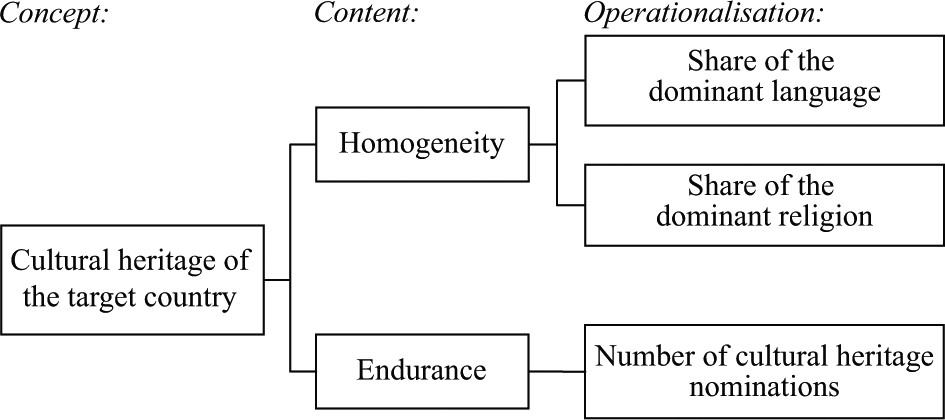 Concept:
Content:
Operationalisation:
Share of the
dominant language
Homogeneity
Share of the
dominant religion
Cultural heritage of
the target country
Endurance
Number of cultural heritage
nominations